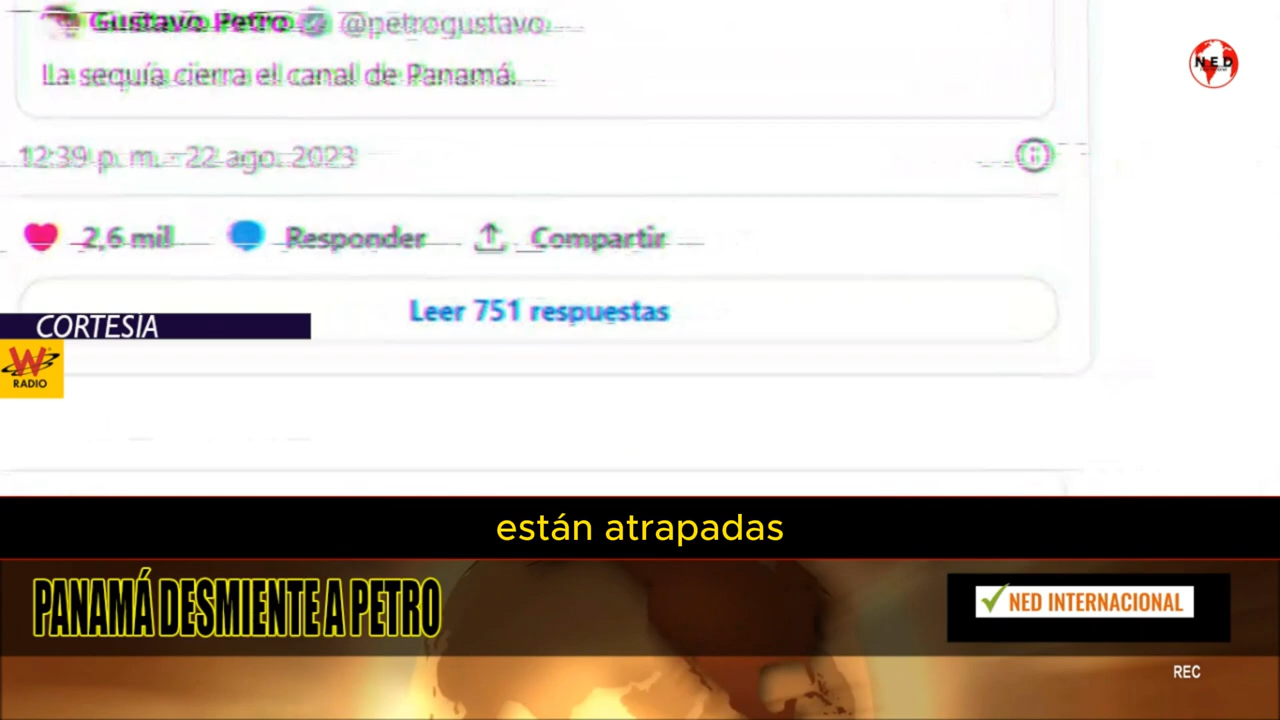 Gustavo Petro @petrogustavo
NED
La sequía cierra el canal de Panamá.
12:39 p. m. - 22 ago. 2023
2,6 mil Responder Compartir
Leer 751 respuestas
CORTESIA
W
RADIO
están atrapadas
PANAMÁ DESMIENTE A PETRO
NED INTERNACIONAL
REC